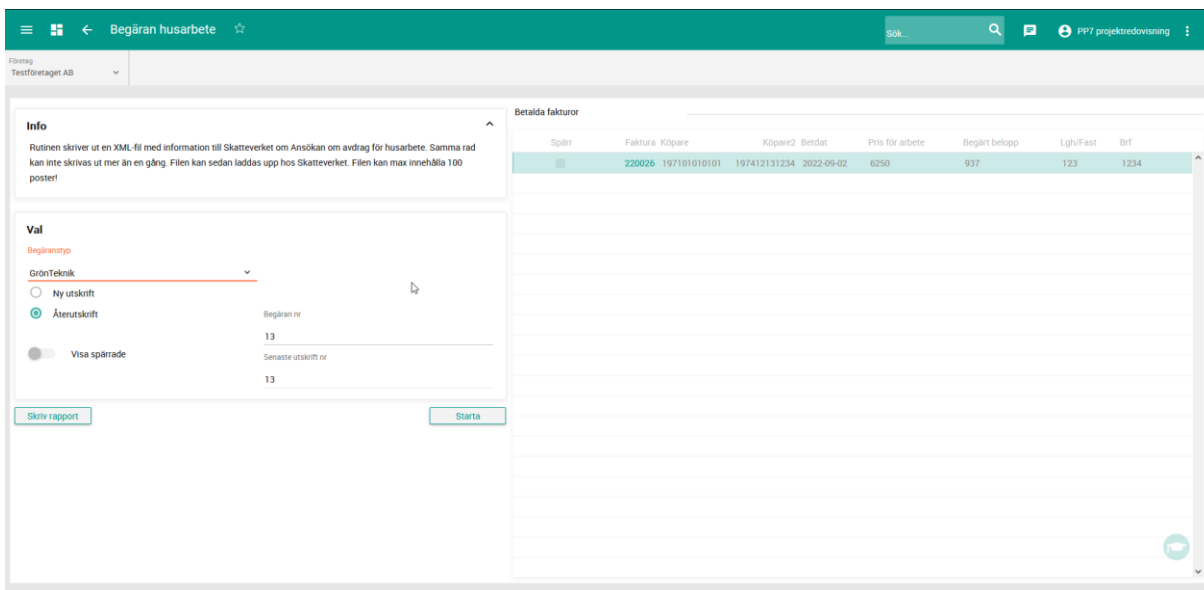 Begäran husarbete
Sök...
PP7 projektredovisning
Företag
Testföretaget AB
Info
Rutinen skriver ut en XML-fil med information till Skatteverket om Ansökan om avdrag för husarbete. Samma rad
kan inte skrivas ut mer än en gång. Filen kan sedan laddas upp hos Skatteverket. Filen kan max innehålla 100
poster!
Val
Begäranstyp
GrönTeknik
Ny utskrift
Återutskrift
Begäran nr
13
Visa spärrade
Senaste utskrift nr
13
Skriv rapport
Starta
Betalda fakturor
Spärr Faktura Köpare Köpare2 Betdat Pris för arbete Begärt belopp Lgh/Fast Brf
220026 197101010101 197412131234 2022-09-02 6250 937 123 1234